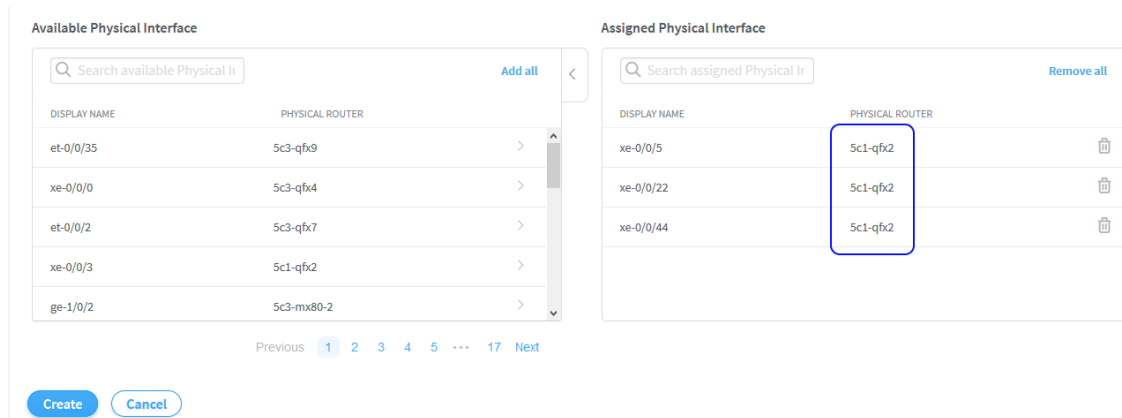 Available Physical Interface
Search available Physical I
Add all
DISPLAY NAME PHYSICAL ROUTER
et-0/0/35 5c3-qfx9
xe-0/0/0 5c3-qfx4
et-0/0/2 5c3-qfx7
xe-0/0/3 5c1-qfx2
ge-1/0/2 5c3-mx80-2
Previous 1 2 3 4 5 ••• 17 Next
Assigned Physical Interface
Search assigned Physical Ir
Remove all
DISPLAY NAME PHYSICAL ROUTER
xe-0/0/5 5c1-qfx2
xe-0/0/22 5c1-qfx2
xe-0/0/44 5c1-qfx2
Create Cancel